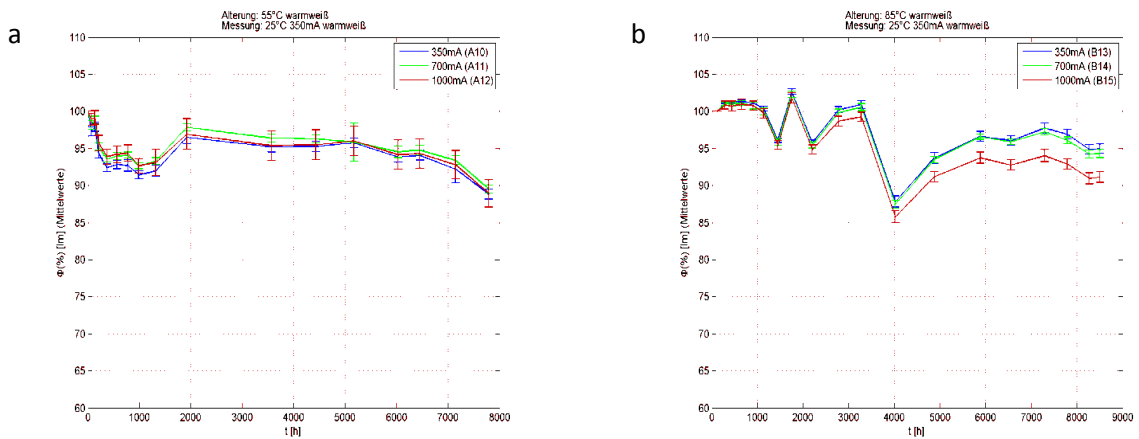 a
Alterung: 55°C warmweiß
Messung: 25°C 350mA warmweiß
350mA (A10)
700mA (A11)
1000mA (A12)
Φ(%) [lm] (Mittelwerte)
110
105
100
95
90
85
80
75
70
65
60
0 1000 2000 3000 4000 5000 6000 7000 8000
t [h]
b
Alterung: 85°C warmweiß
Messung: 25°C 350mA warmweiß
350mA (B13)
700mA (B14)
1000mA (B15)
Φ(%) [lm] (Mittelwerte)
110
105
100
95
90
85
80
75
70
65
60
0 1000 2000 3000 4000 5000 6000 7000 8000 9000
t [h]